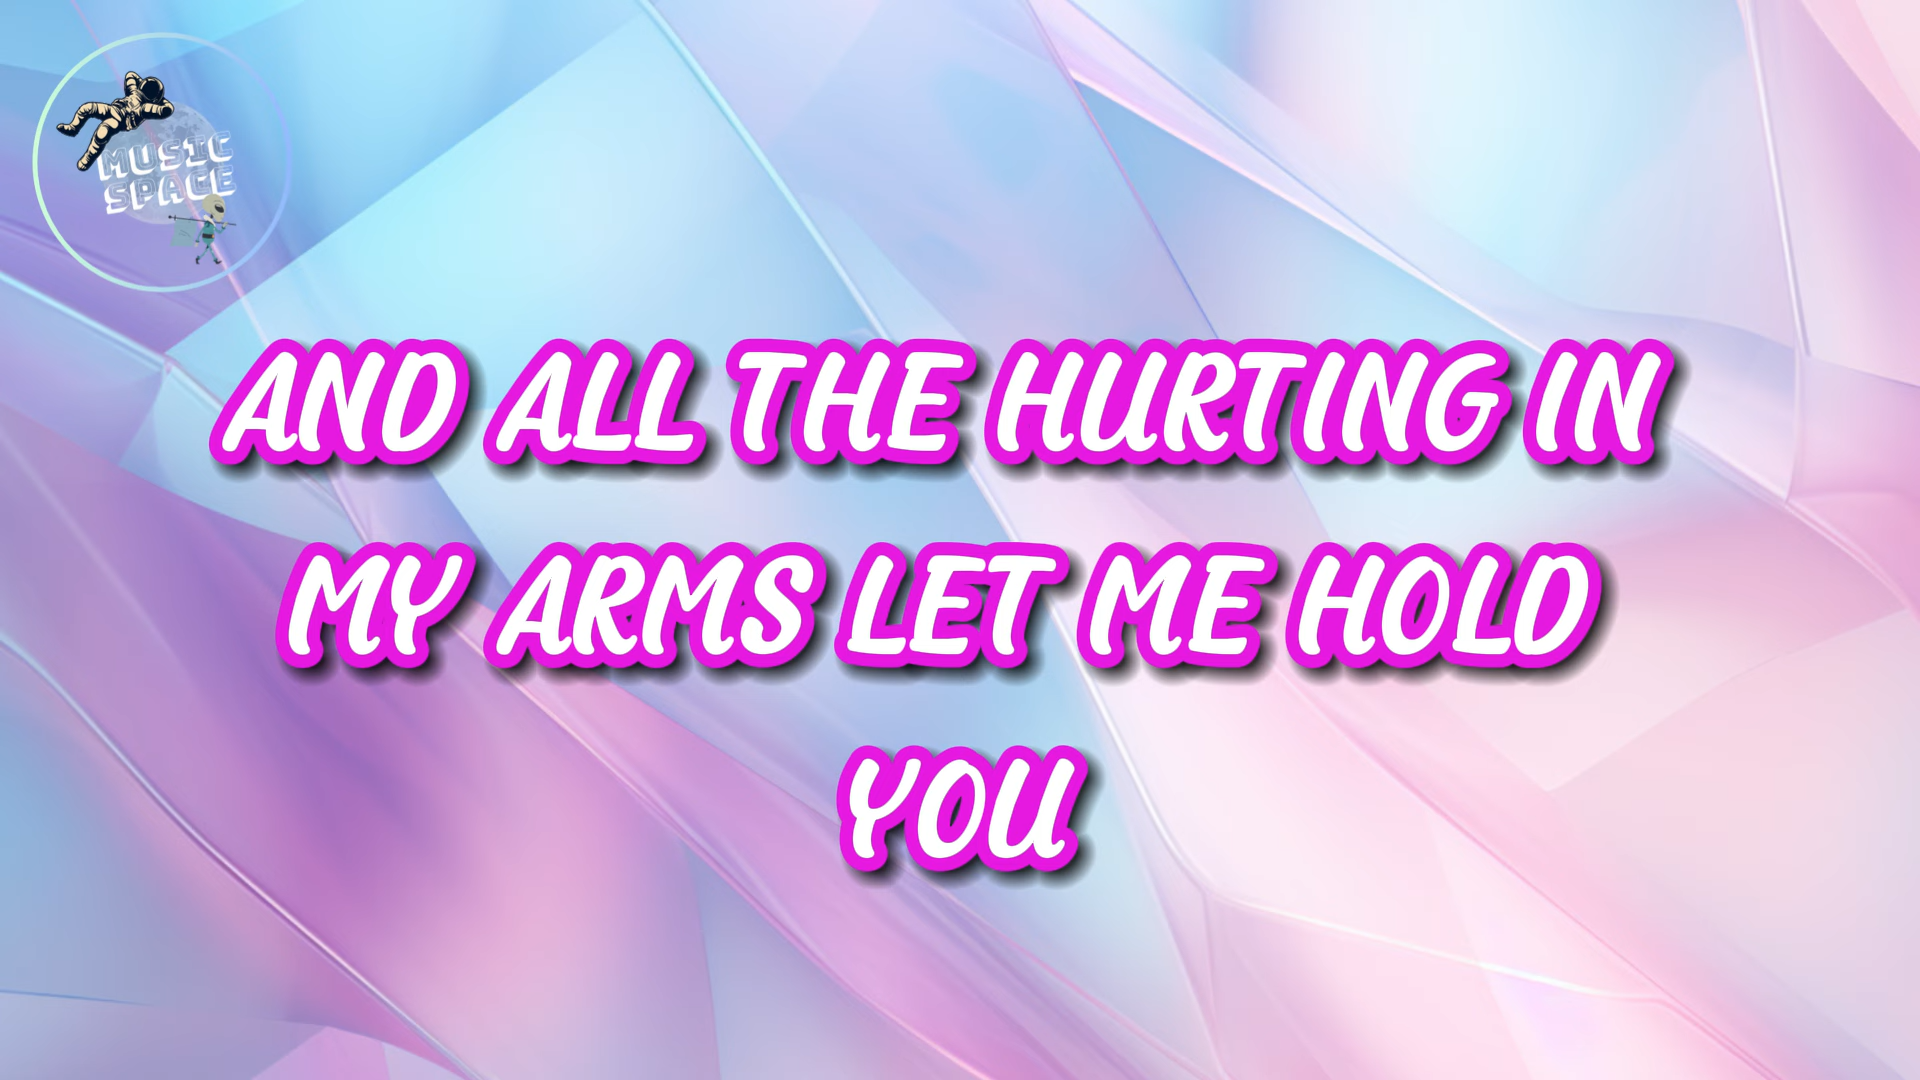 MUSIC
SPACE
AND ALL THE HURTING IN
MY ARMS LET ME HOLD
YOU